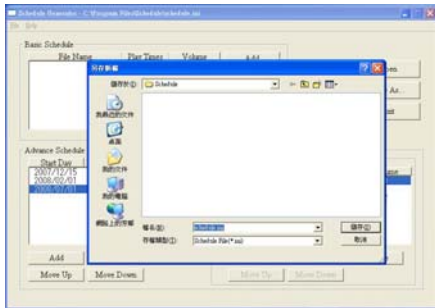 Schedule Generator - C:\Program Files\Schedule\schedule.ini
File Help
Basic Schedule
File Name Play Times Volume Add
另存新檔
儲存於(I): Schedule
我最近的文件
桌面
我的文件
我的電腦
網路上的芳鄰
檔名(N): Schedule.ini 儲存(S)
存檔類型(T): Schedule File(*.ini) 取消
As..
Advance Schedule
Start Day
2007/12/15
2008/02/01
2008/07/01
Add
Move Up Move Down Move Up Move Down